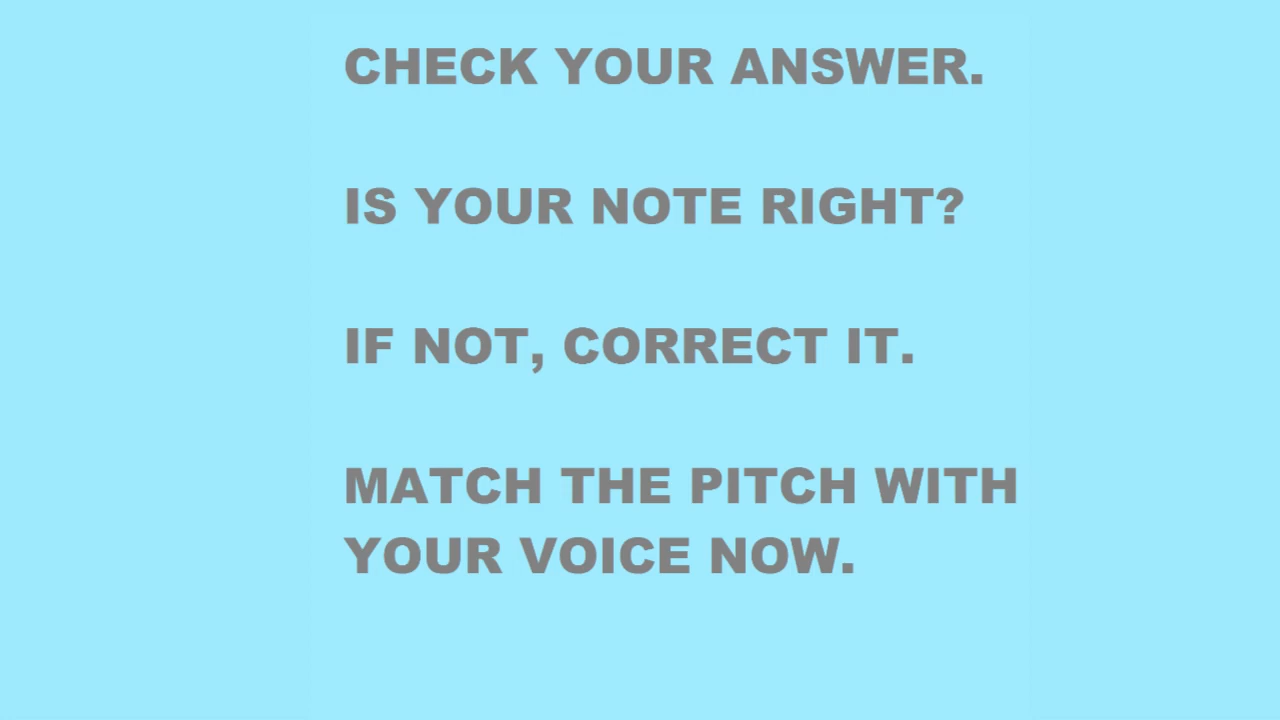 CHECK YOUR ANSWER.
IS YOUR NOTE RIGHT?
IF NOT, CORRECT IT.
MATCH THE PITCH WITH
YOUR VOICE NOW.